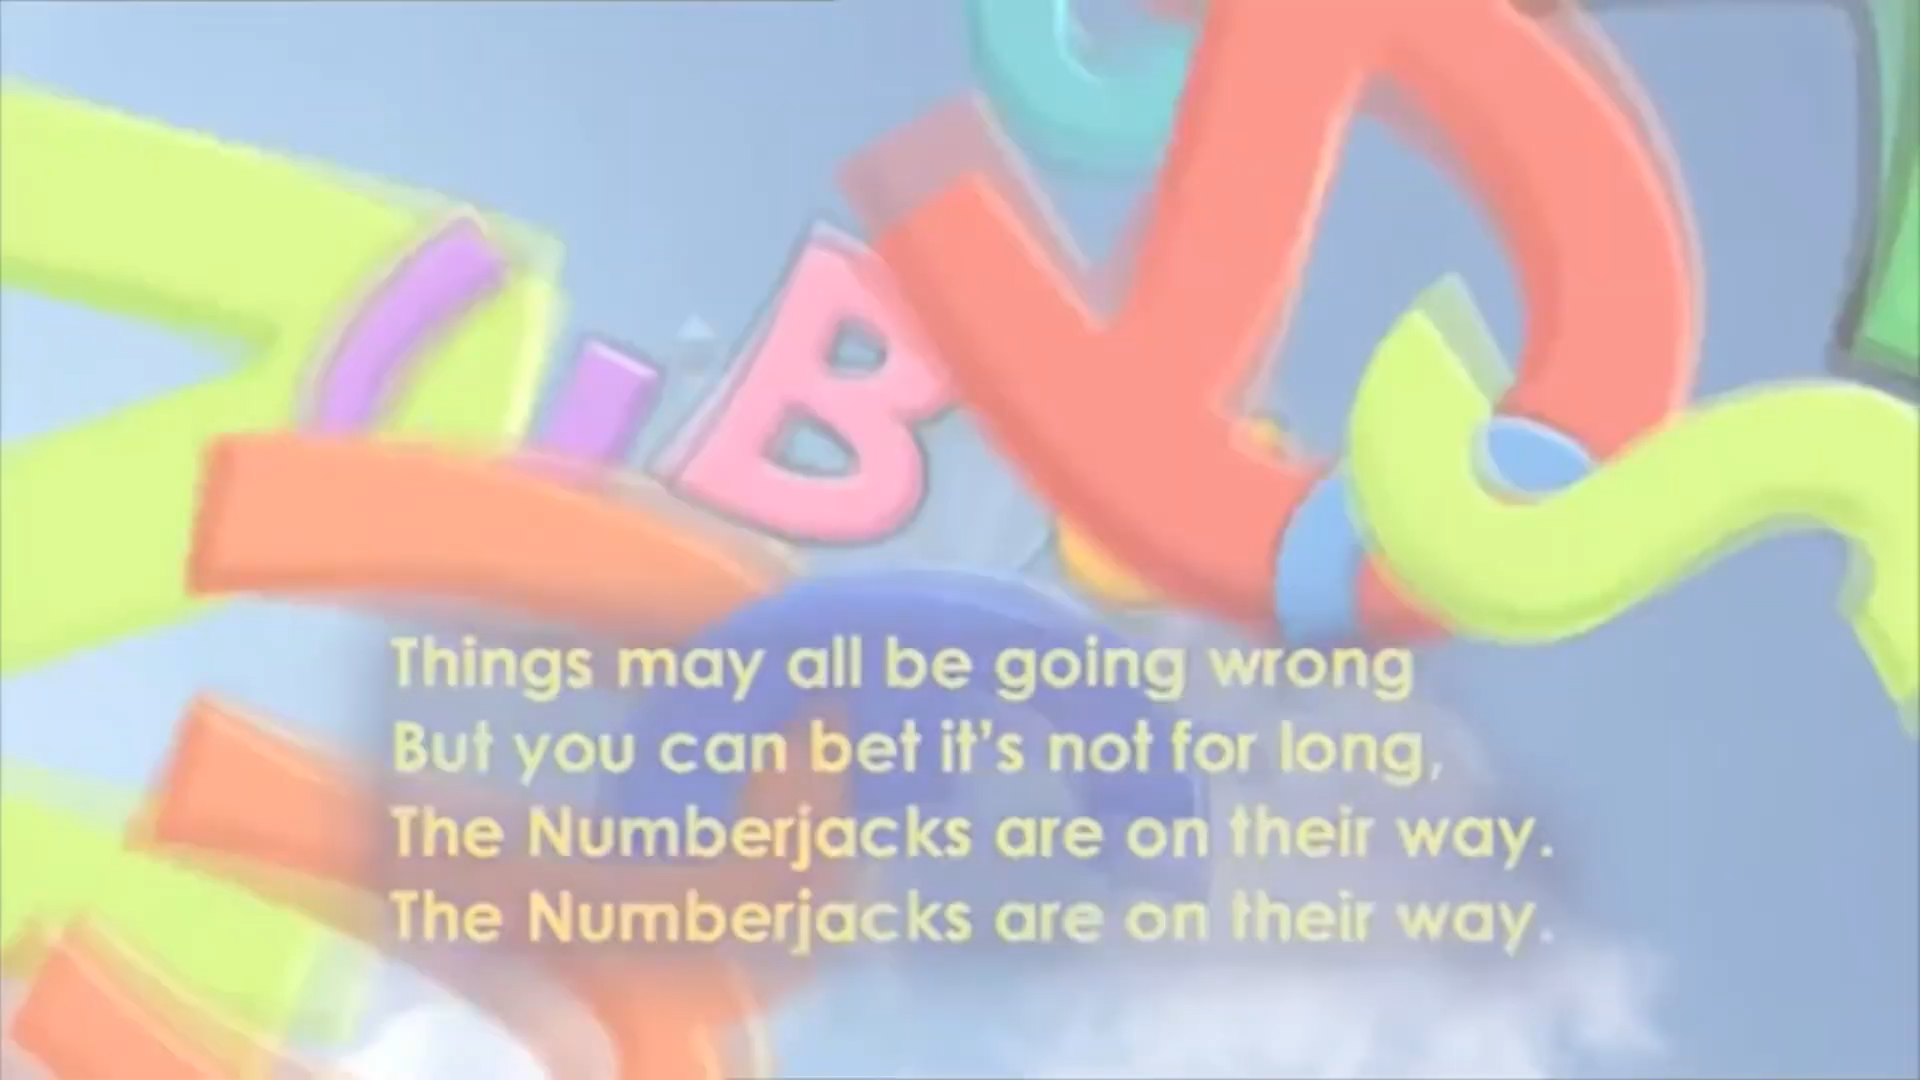 B
Things may all be going wrong
But you can bet it's not for long,
The Numberjacks are on their way.
The Numberjacks are on their way.